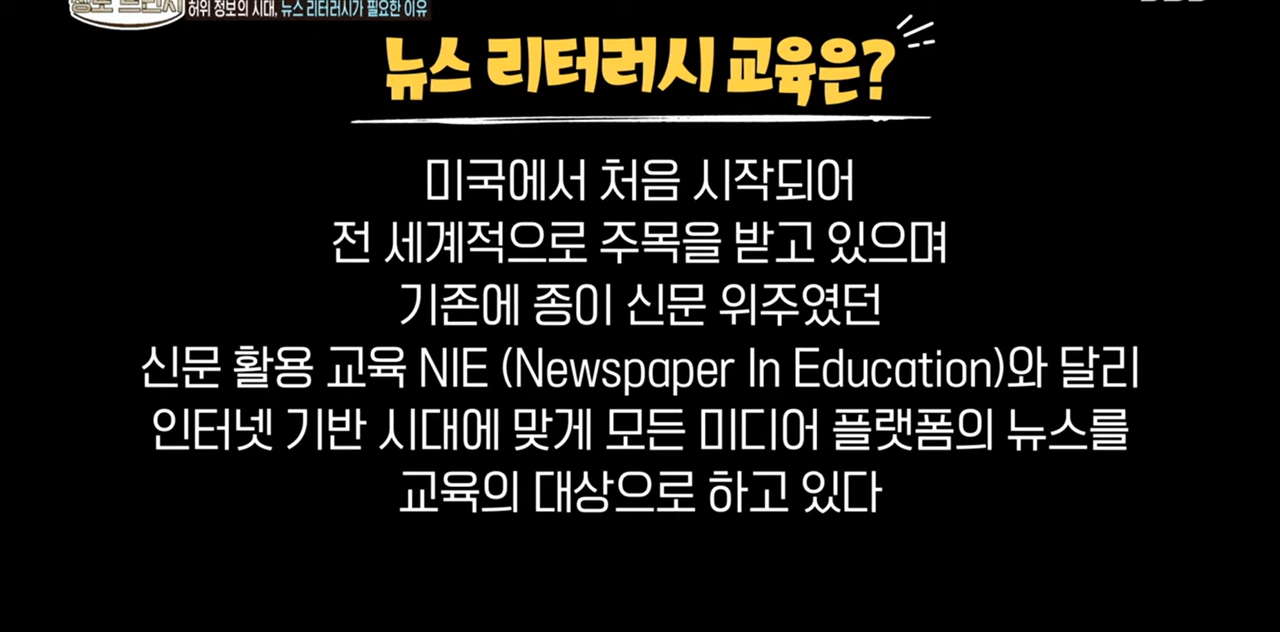 허위 정보의 시대, 뉴스 리터러시가 필요한 이유
뉴스 리터러시 교육은?
미국에서 처음 시작되어
전 세계적으로 주목을 받고 있으며
기존에 종이 신문 위주였던
신문 활용 교육 NIE (Newspaper In Education)와 달리
인터넷 기반 시대에 맞게 모든 미디어 플랫폼의 뉴스를
교육의 대상으로 하고 있다